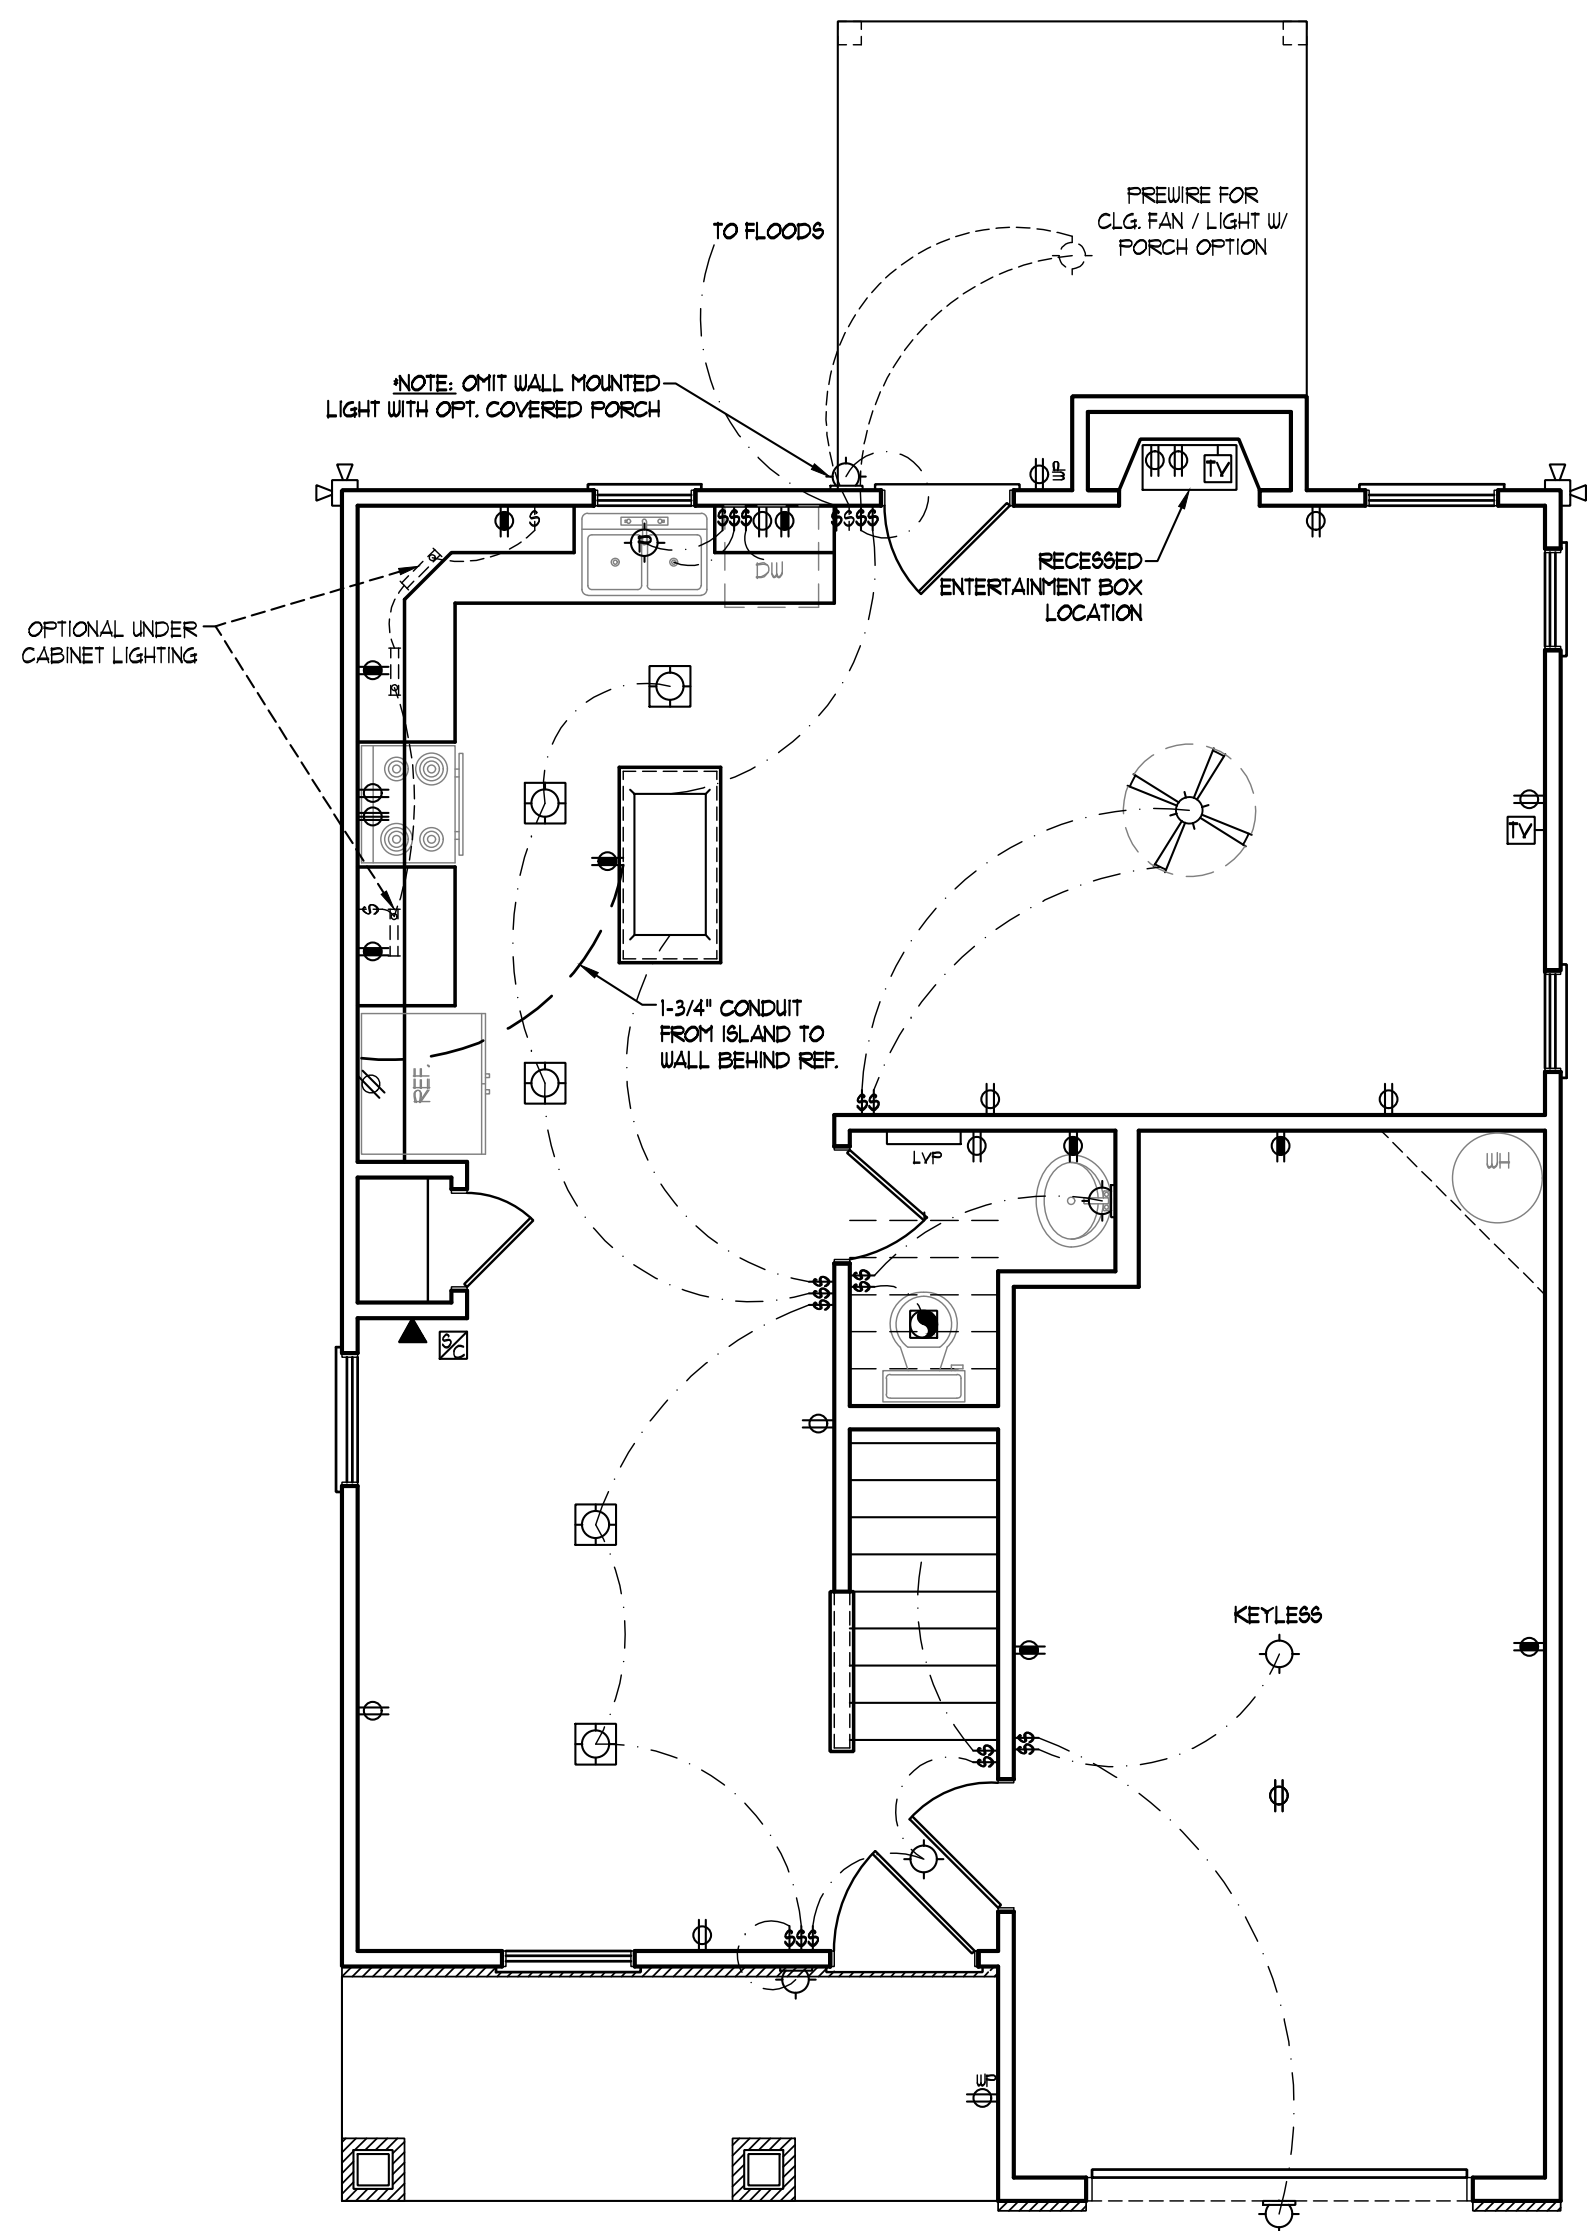 PREWIRE FOR
CLG. FAN / LIGHT W/
PORCH OPTION
TO FLOODS
*NOTE: OMIT WALL MOUNTED
LIGHT WITH OPT. COVERED PORCH
WP
TV
$
$$$
$$$$
P
DW
RECESSED
ENTERTAINMENT BOX
LOCATION
OPTIONAL UNDER
CABINET LIGHTING
TV
$
1-3/4" CONDUIT
FROM ISLAND TO
WALL BEHIND REF.
REF.
$$
LVP
WH
$$$
$$
S/C
KEYLESS
$$
$$
$$$
WP